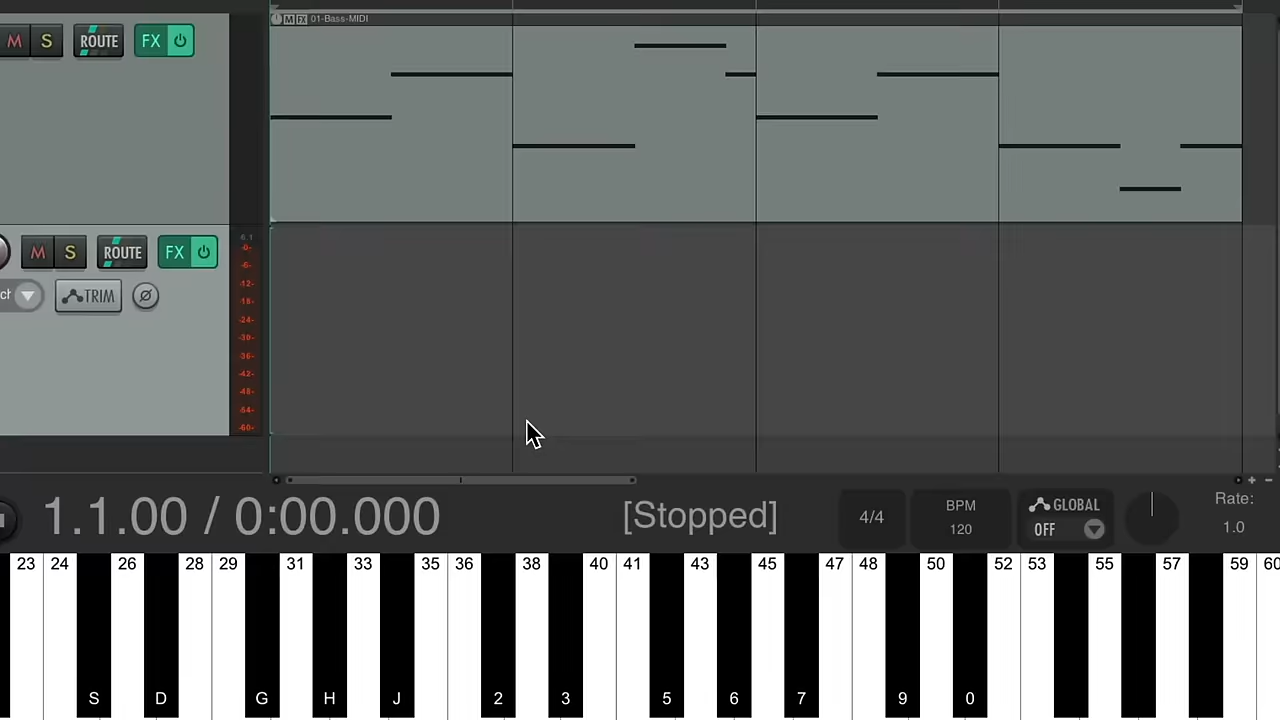 M FX 01-Bass-MIDI
M S ROUTE FX
M S ROUTE FX
TRIM
-0-
-6-
-12-
-18-
-24-
-30-
-36-
-42-
-48-
-64-
-60-
1.1.00 / 0:00.000
[Stopped]
4/4
BPM
120
GLOBAL
OFF
Rate:
1.0
23 24 26 28 29 31 33 35 36 38 40 41 43 45 47 48 50 52 53 55 57 59 60
S D G H J 2 3 5 6 7 9 0